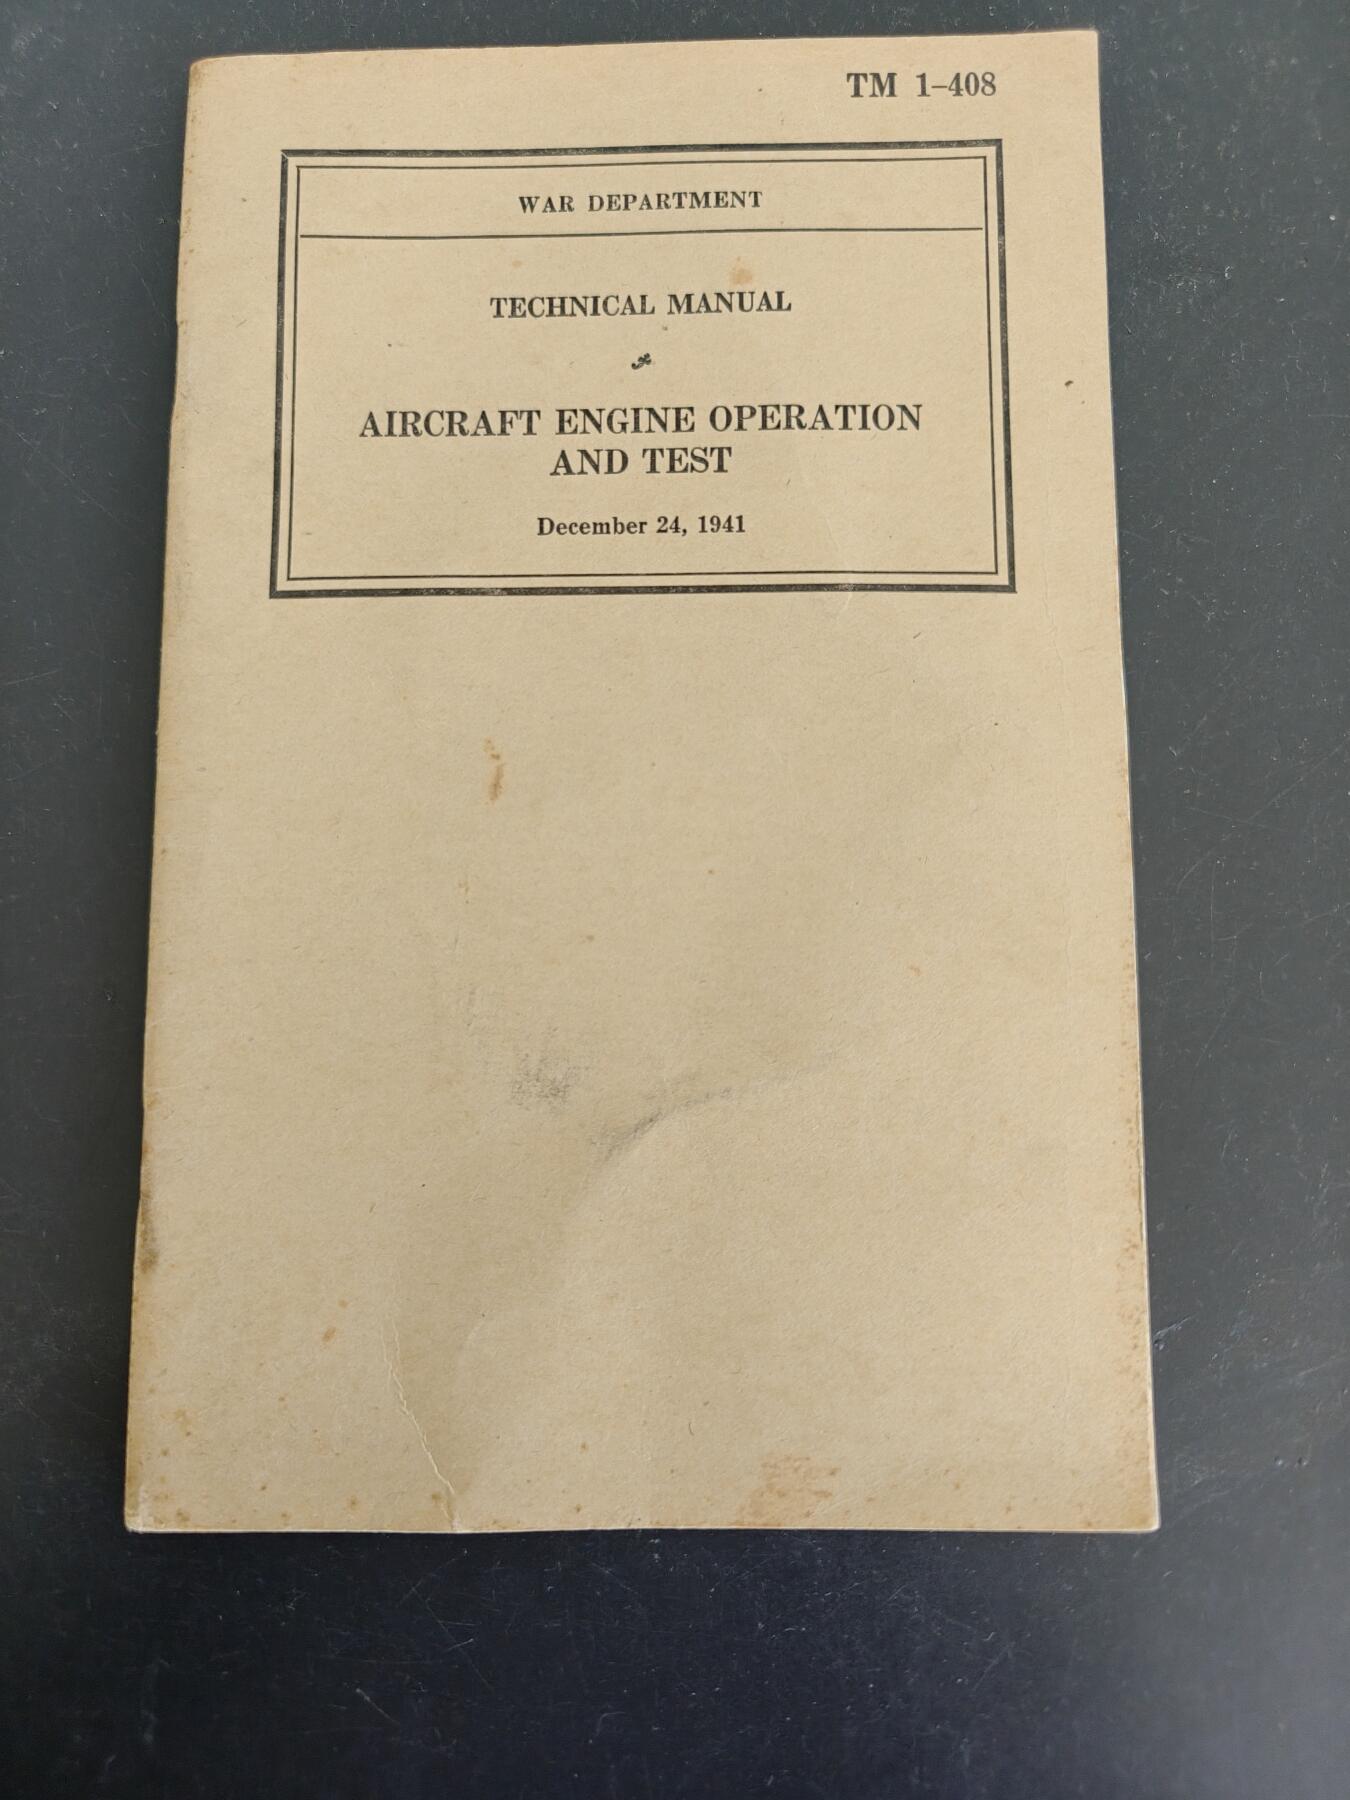 TM 1-408
WAR DEPARTMENT
TECHNICAL MANUAL
AIRCRAFT ENGINE OPERATION
AND TEST
December 24, 1941